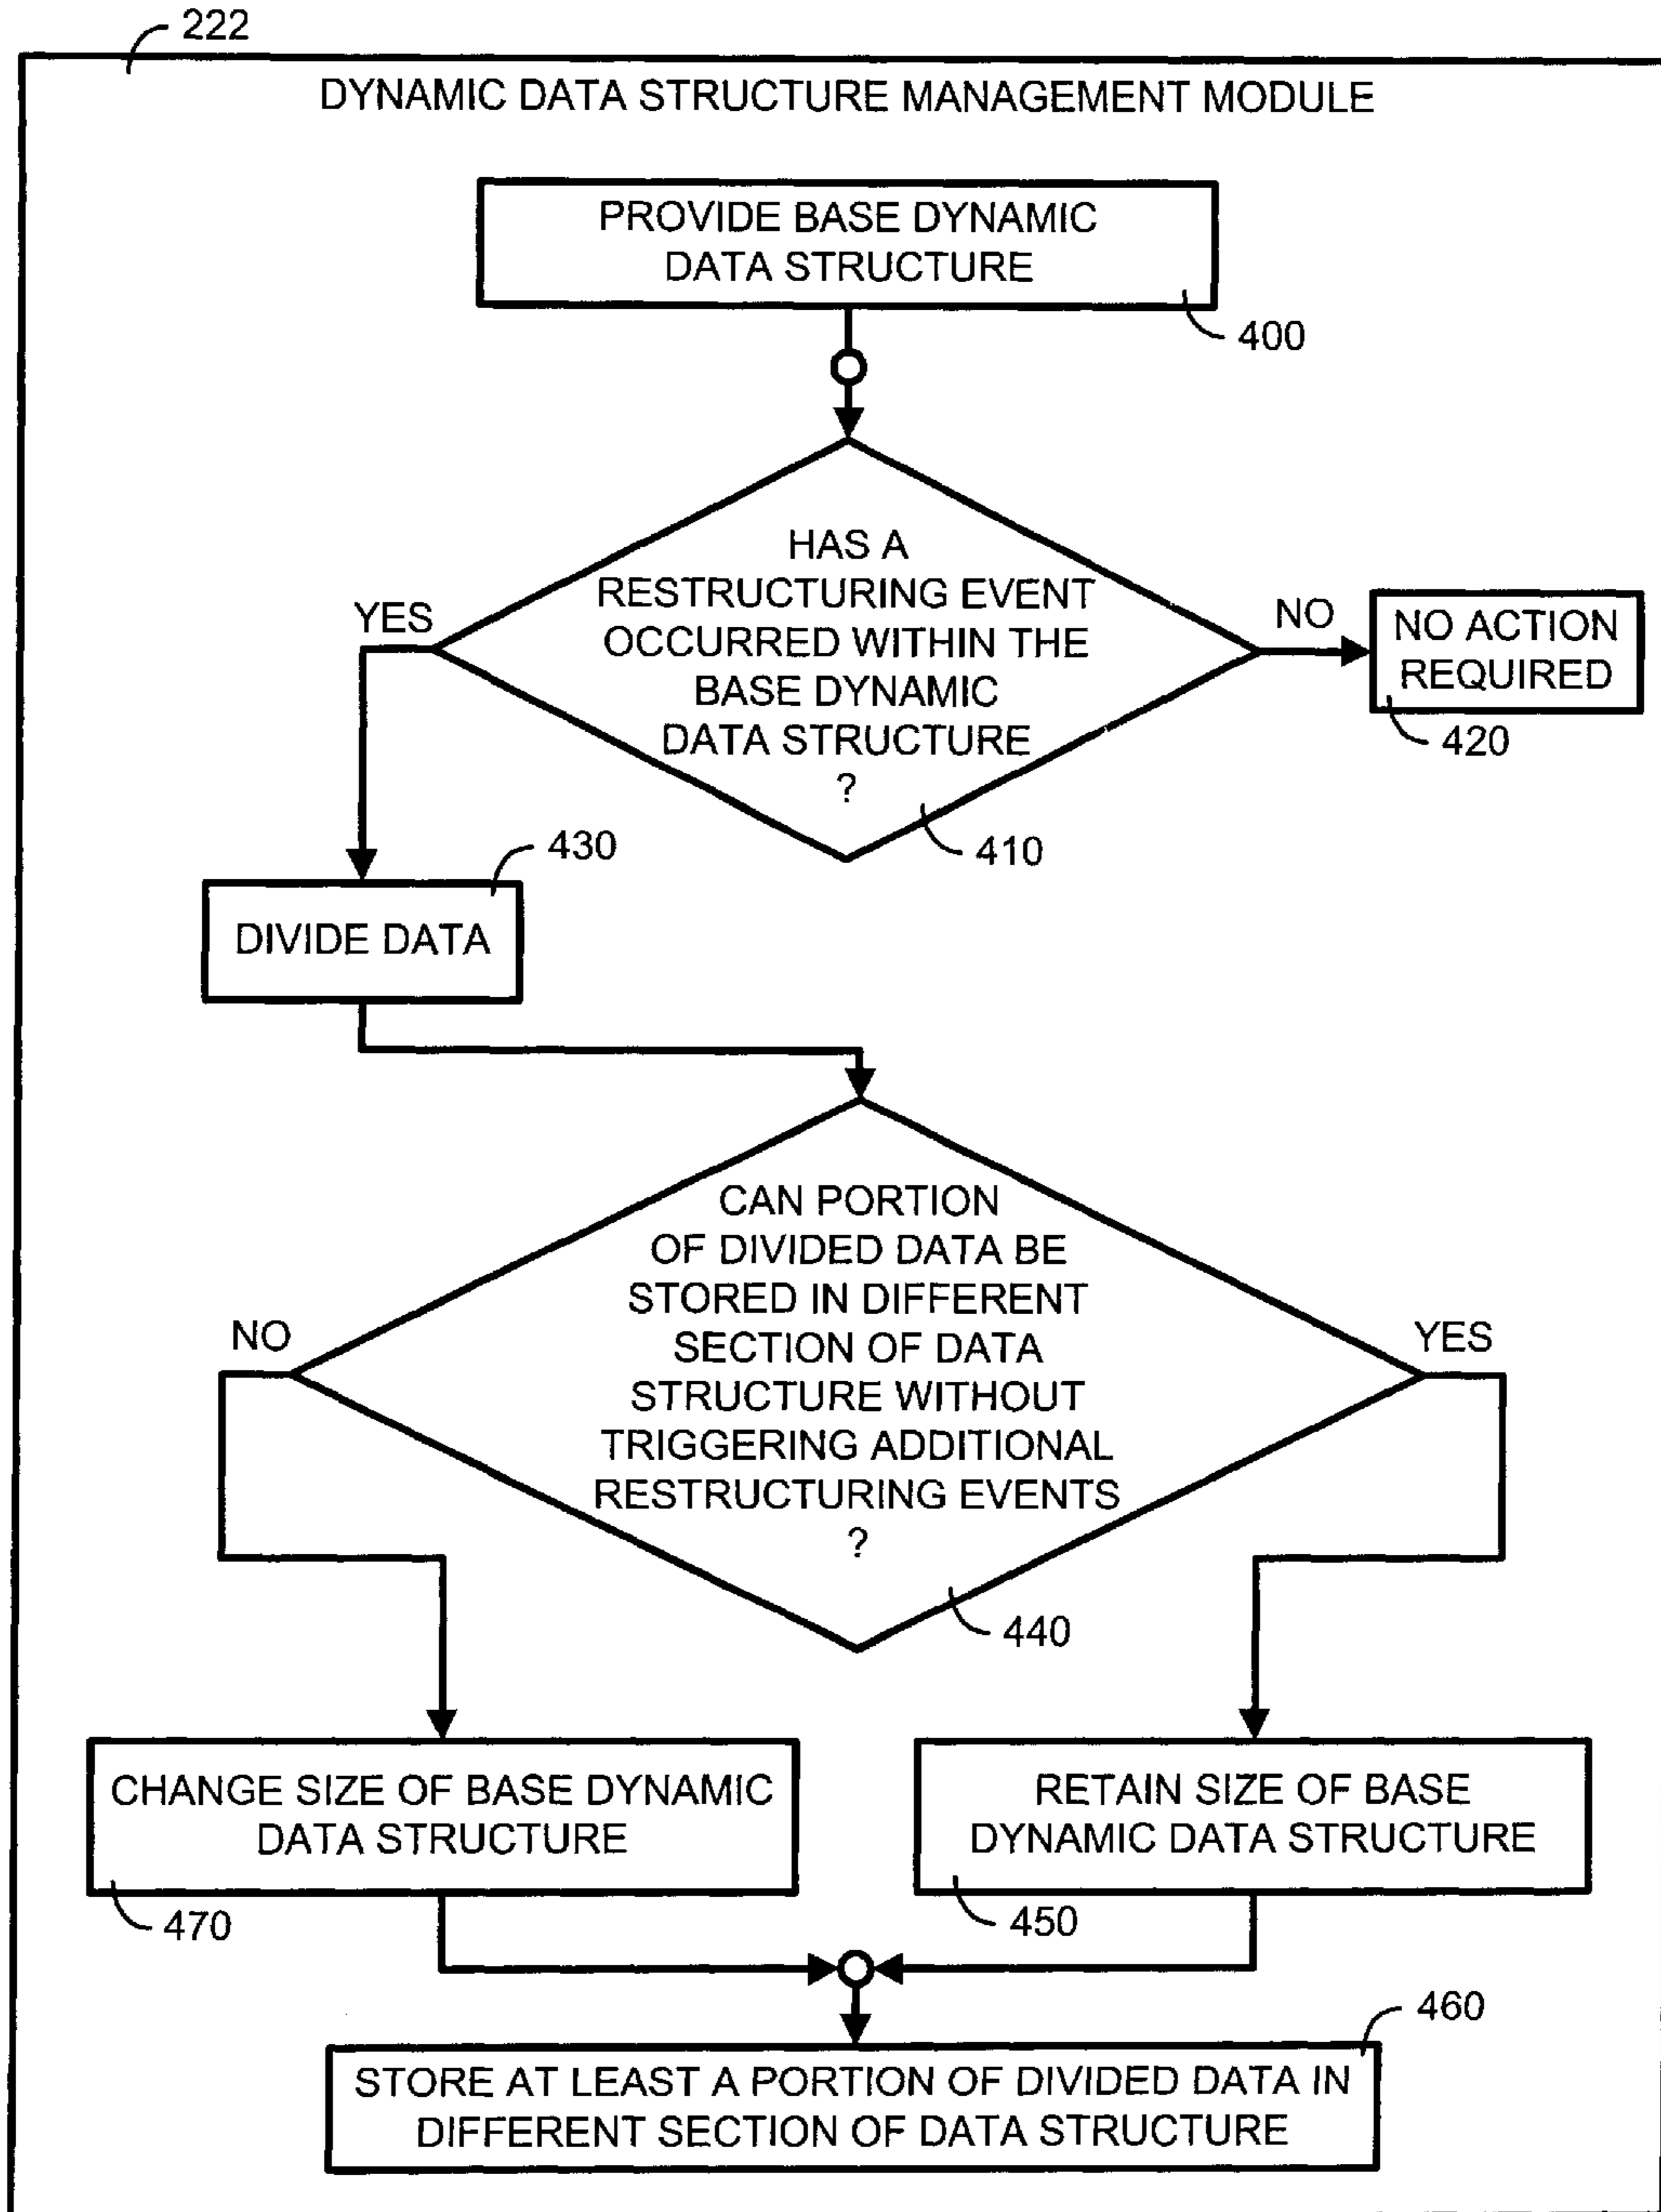 222
DYNAMIC DATA STRUCTURE MANAGEMENT MODULE
PROVIDE BASE DYNAMIC
DATA STRUCTURE
400
HAS A
RESTRUCTURING EVENT
OCCURRED WITHIN THE
BASE DYNAMIC
DATA STRUCTURE
?
YES
NO
NO ACTION
REQUIRED
420
410
430
DIVIDE DATA
CAN PORTION
OF DIVIDED DATA BE
STORED IN DIFFERENT
SECTION OF DATA
STRUCTURE WITHOUT
TRIGGERING ADDITIONAL
RESTRUCTURING EVENTS
?
NO
YES
440
CHANGE SIZE OF BASE DYNAMIC
DATA STRUCTURE
470
RETAIN SIZE OF BASE
DYNAMIC DATA STRUCTURE
450
460
STORE AT LEAST A PORTION OF DIVIDED DATA IN
DIFFERENT SECTION OF DATA STRUCTURE